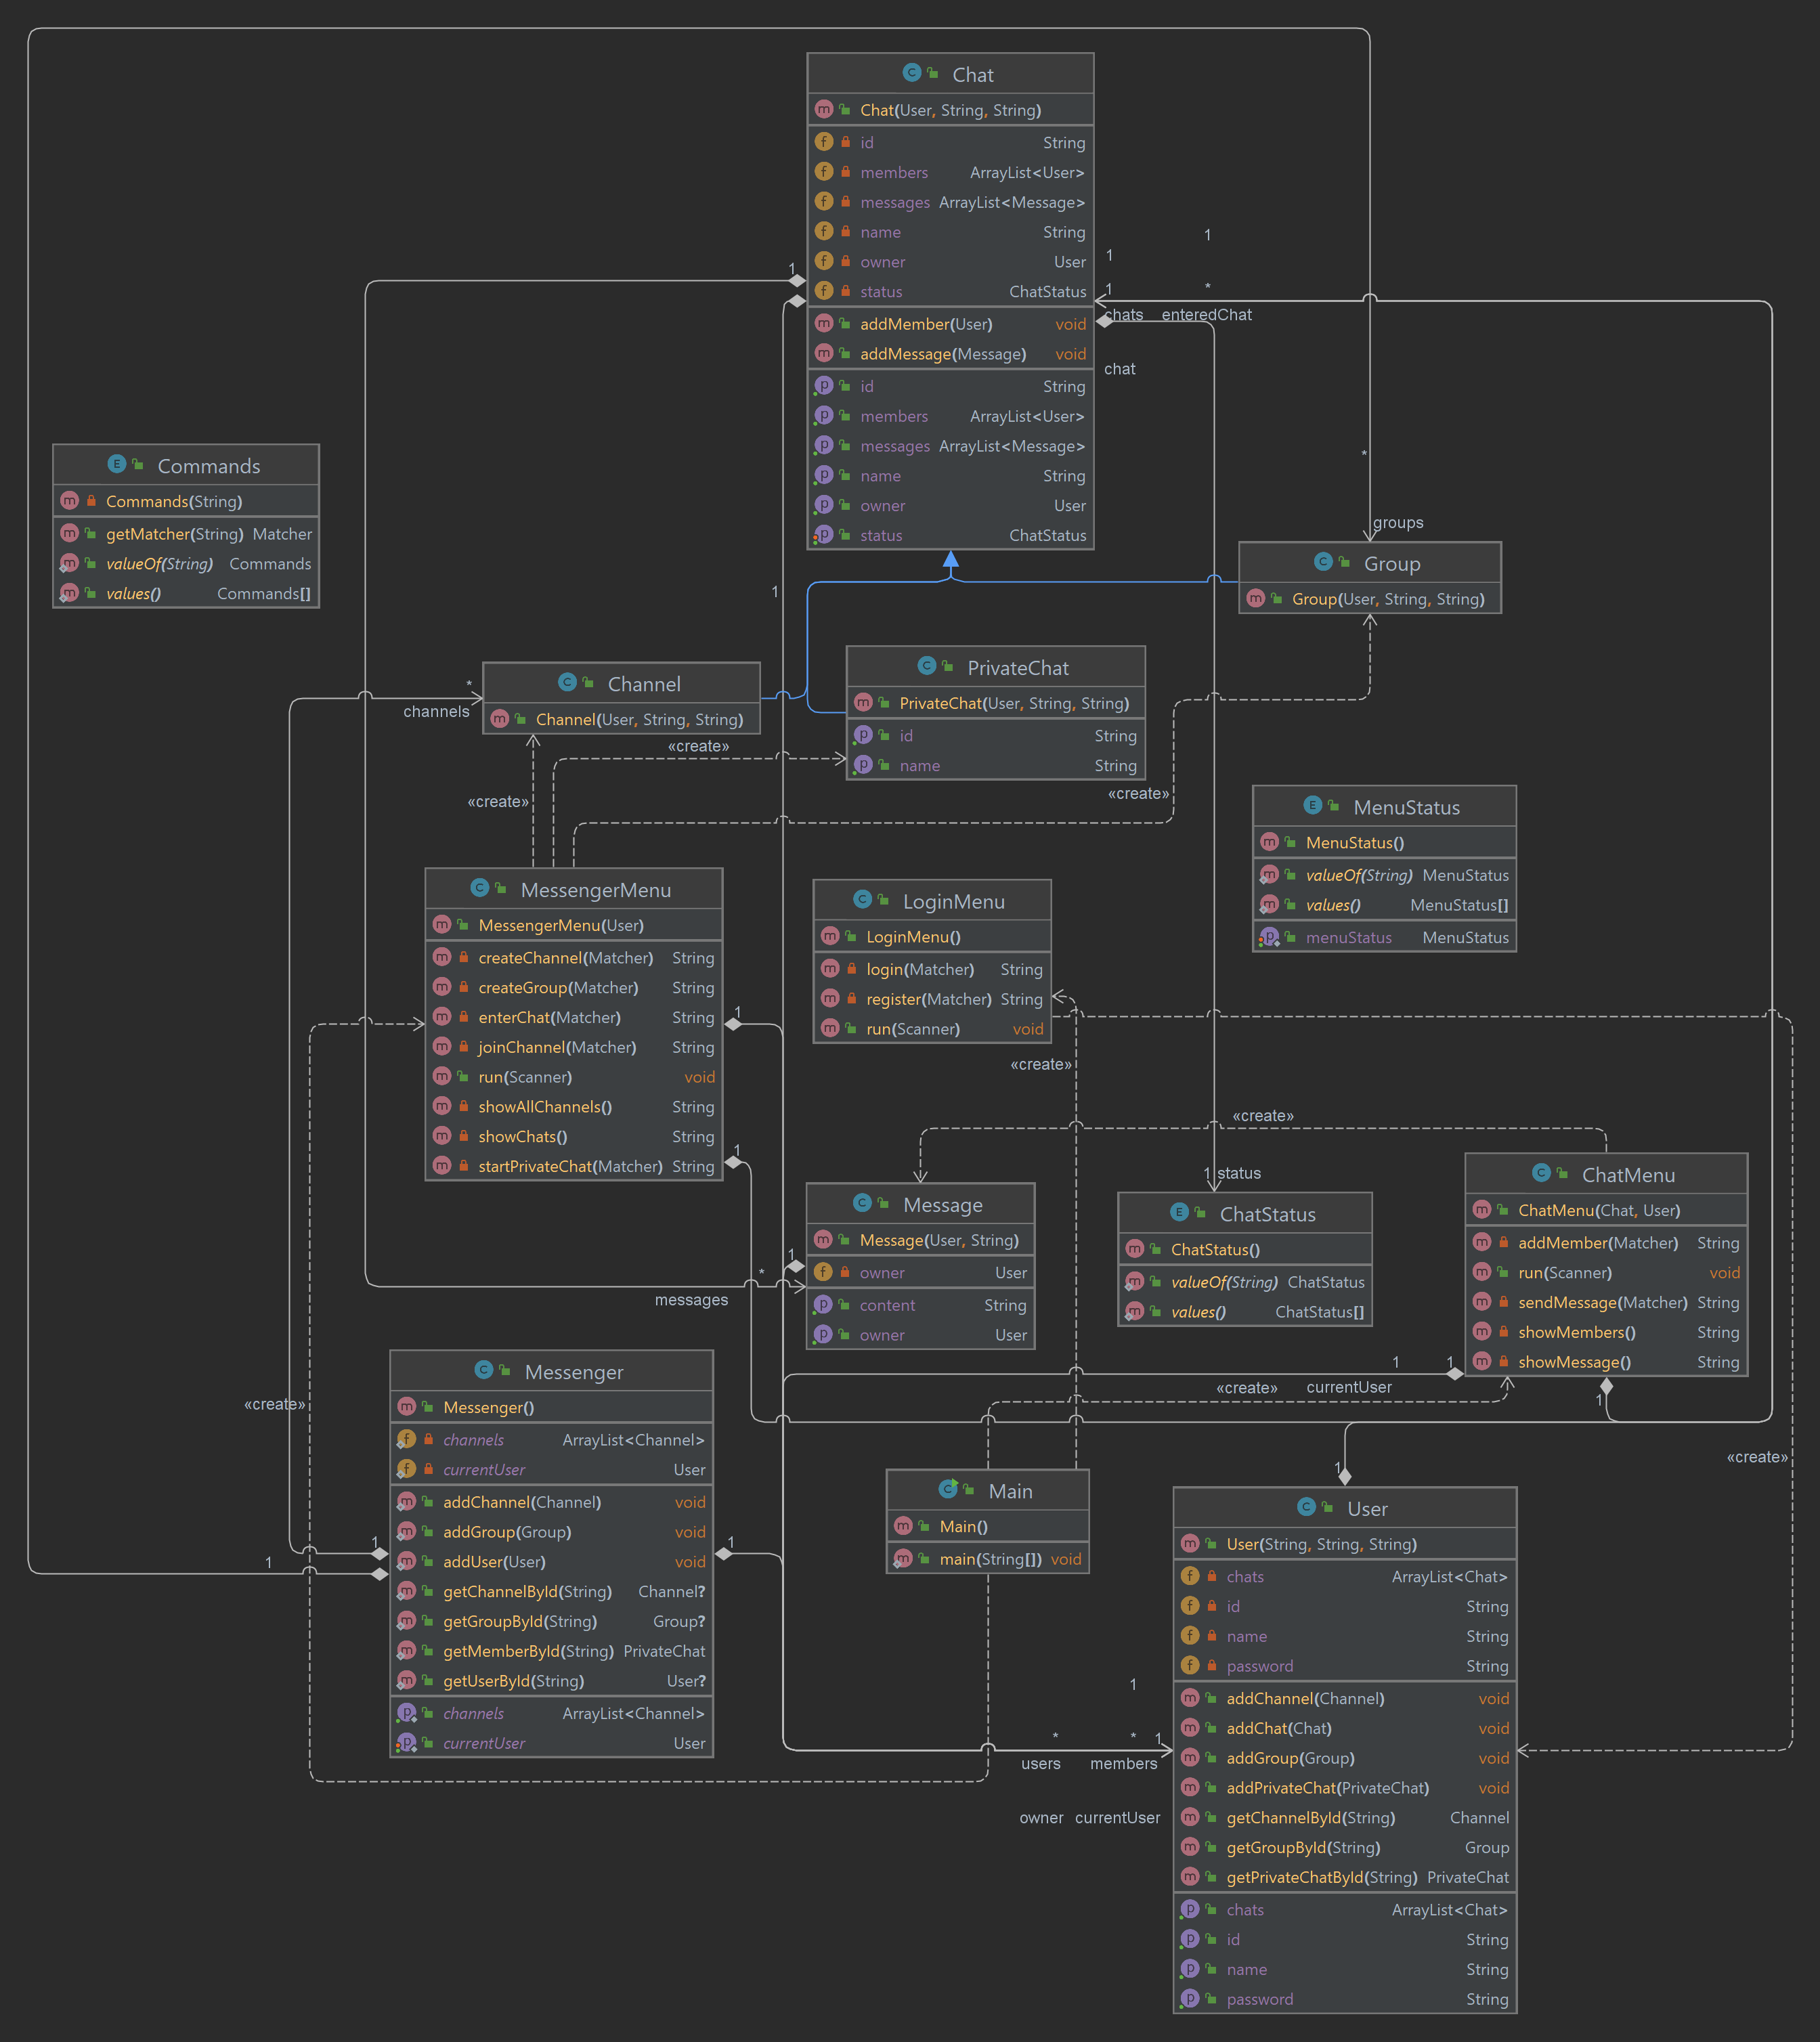 Chat
Chat(User, String, String)
id String
members ArrayList<User>
messages ArrayList<Message>
name String
owner User
status ChatStatus
addMember(User) void
addMessage(Message) void
id String
members ArrayList<User>
messages ArrayList<Message>
name String
owner User
status ChatStatus
1
1
1
1
*
chats enteredChat
chat
1
*
groups
Commands
Commands(String)
getMatcher(String) Matcher
valueOf(String) Commands
values() Commands[]
Group
Group(User, String, String)
Channel
Channel(User, String, String)
*
channels
PrivateChat
PrivateChat(User, String, String)
id String
name String
«create»
«create»
«create»
MenuStatus
MenuStatus()
valueOf(String) MenuStatus
values() MenuStatus[]
menuStatus MenuStatus
MessengerMenu
MessengerMenu(User)
createChannel(Matcher) String
createGroup(Matcher) String
enterChat(Matcher) String
joinChannel(Matcher) String
run(Scanner) void
showAllChannels() String
showChats() String
startPrivateChat(Matcher) String
1
1
LoginMenu
LoginMenu()
login(Matcher) String
register(Matcher) String
run(Scanner) void
«create»
«create»
1 status
Message
Message(User, String)
owner User
content String
owner User
1
*
messages
ChatStatus
ChatStatus()
valueOf(String) ChatStatus
values() ChatStatus[]
ChatMenu
ChatMenu(Chat, User)
addMember(Matcher) String
run(Scanner) void
sendMessage(Matcher) String
showMembers() String
showMessage() String
1
1
«create» currentUser
1
«create»
«create»
Messenger
Messenger()
channels ArrayList<Channel>
currentUser User
addChannel(Channel) void
addGroup(Group) void
addUser(User) void
getChannelById(String) Channel?
getGroupById(String) Group?
getMemberById(String) PrivateChat
getUserById(String) User?
channels ArrayList<Channel>
currentUser User
1
1
1
Main
Main()
main(String[]) void
1
User
User(String, String, String)
chats ArrayList<Chat>
id String
name String
password String
addChannel(Channel) void
addChat(Chat) void
addGroup(Group) void
addPrivateChat(PrivateChat) void
getChannelById(String) Channel
getGroupById(String) Group
getPrivateChatById(String) PrivateChat
chats ArrayList<Chat>
id String
name String
password String
1
* * 1
users members
owner currentUser